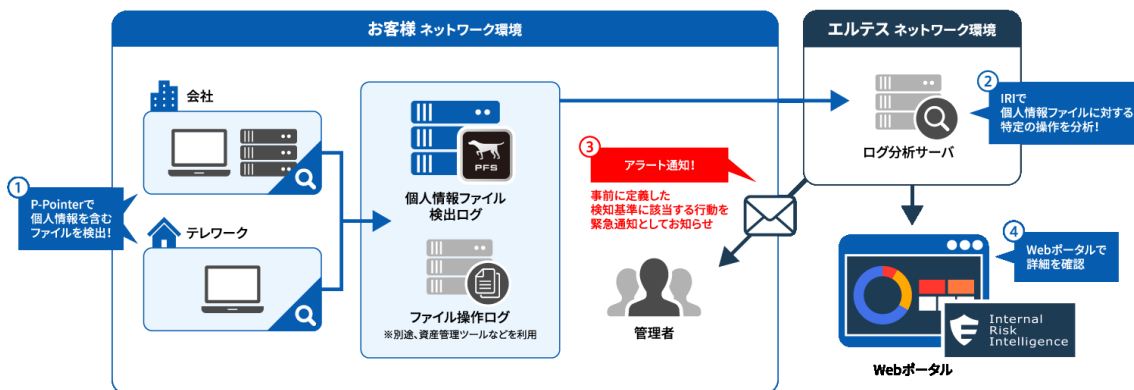 お客様 ネットワーク環境
エルテス ネットワーク環境
会社
①
P-Pointerで
個人情報を含む
ファイルを検出!
テレワーク
PFS
個人情報ファイル
検出ログ
ファイル操作ログ
※別途、資産管理ツールなどを利用
ログ分析サーバ
②
IRIで
個人情報ファイルに対する
特定の操作を分析!
③
アラート通知!
事前に定義した
検知基準に該当する行動を
緊急通知としてお知らせ
管理者
④
Webポータルで
詳細を確認
Internal
Risk
Intelligence
Webポータル